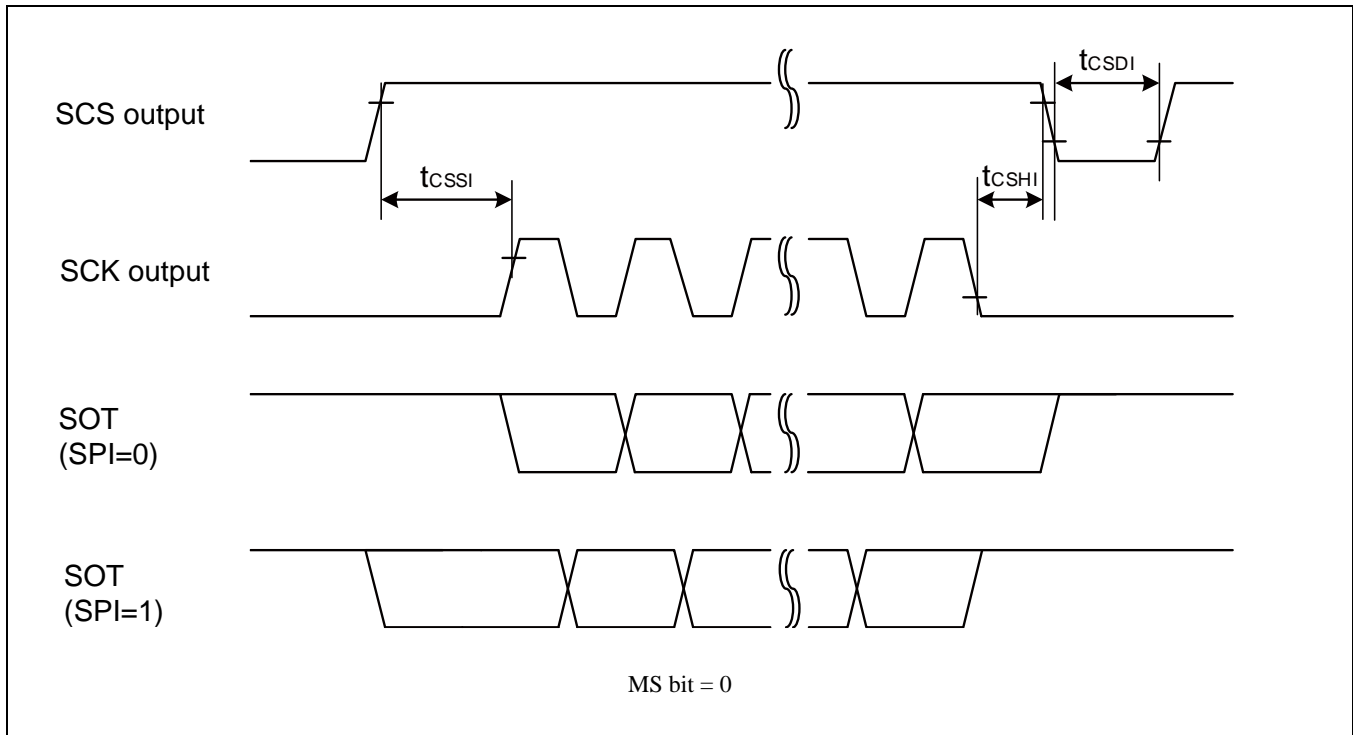 SCS output
tCSDI
tCSSI
tCSHI
SCK output
SOT
(SPI=0)
SOT
(SPI=1)
MS bit = 0